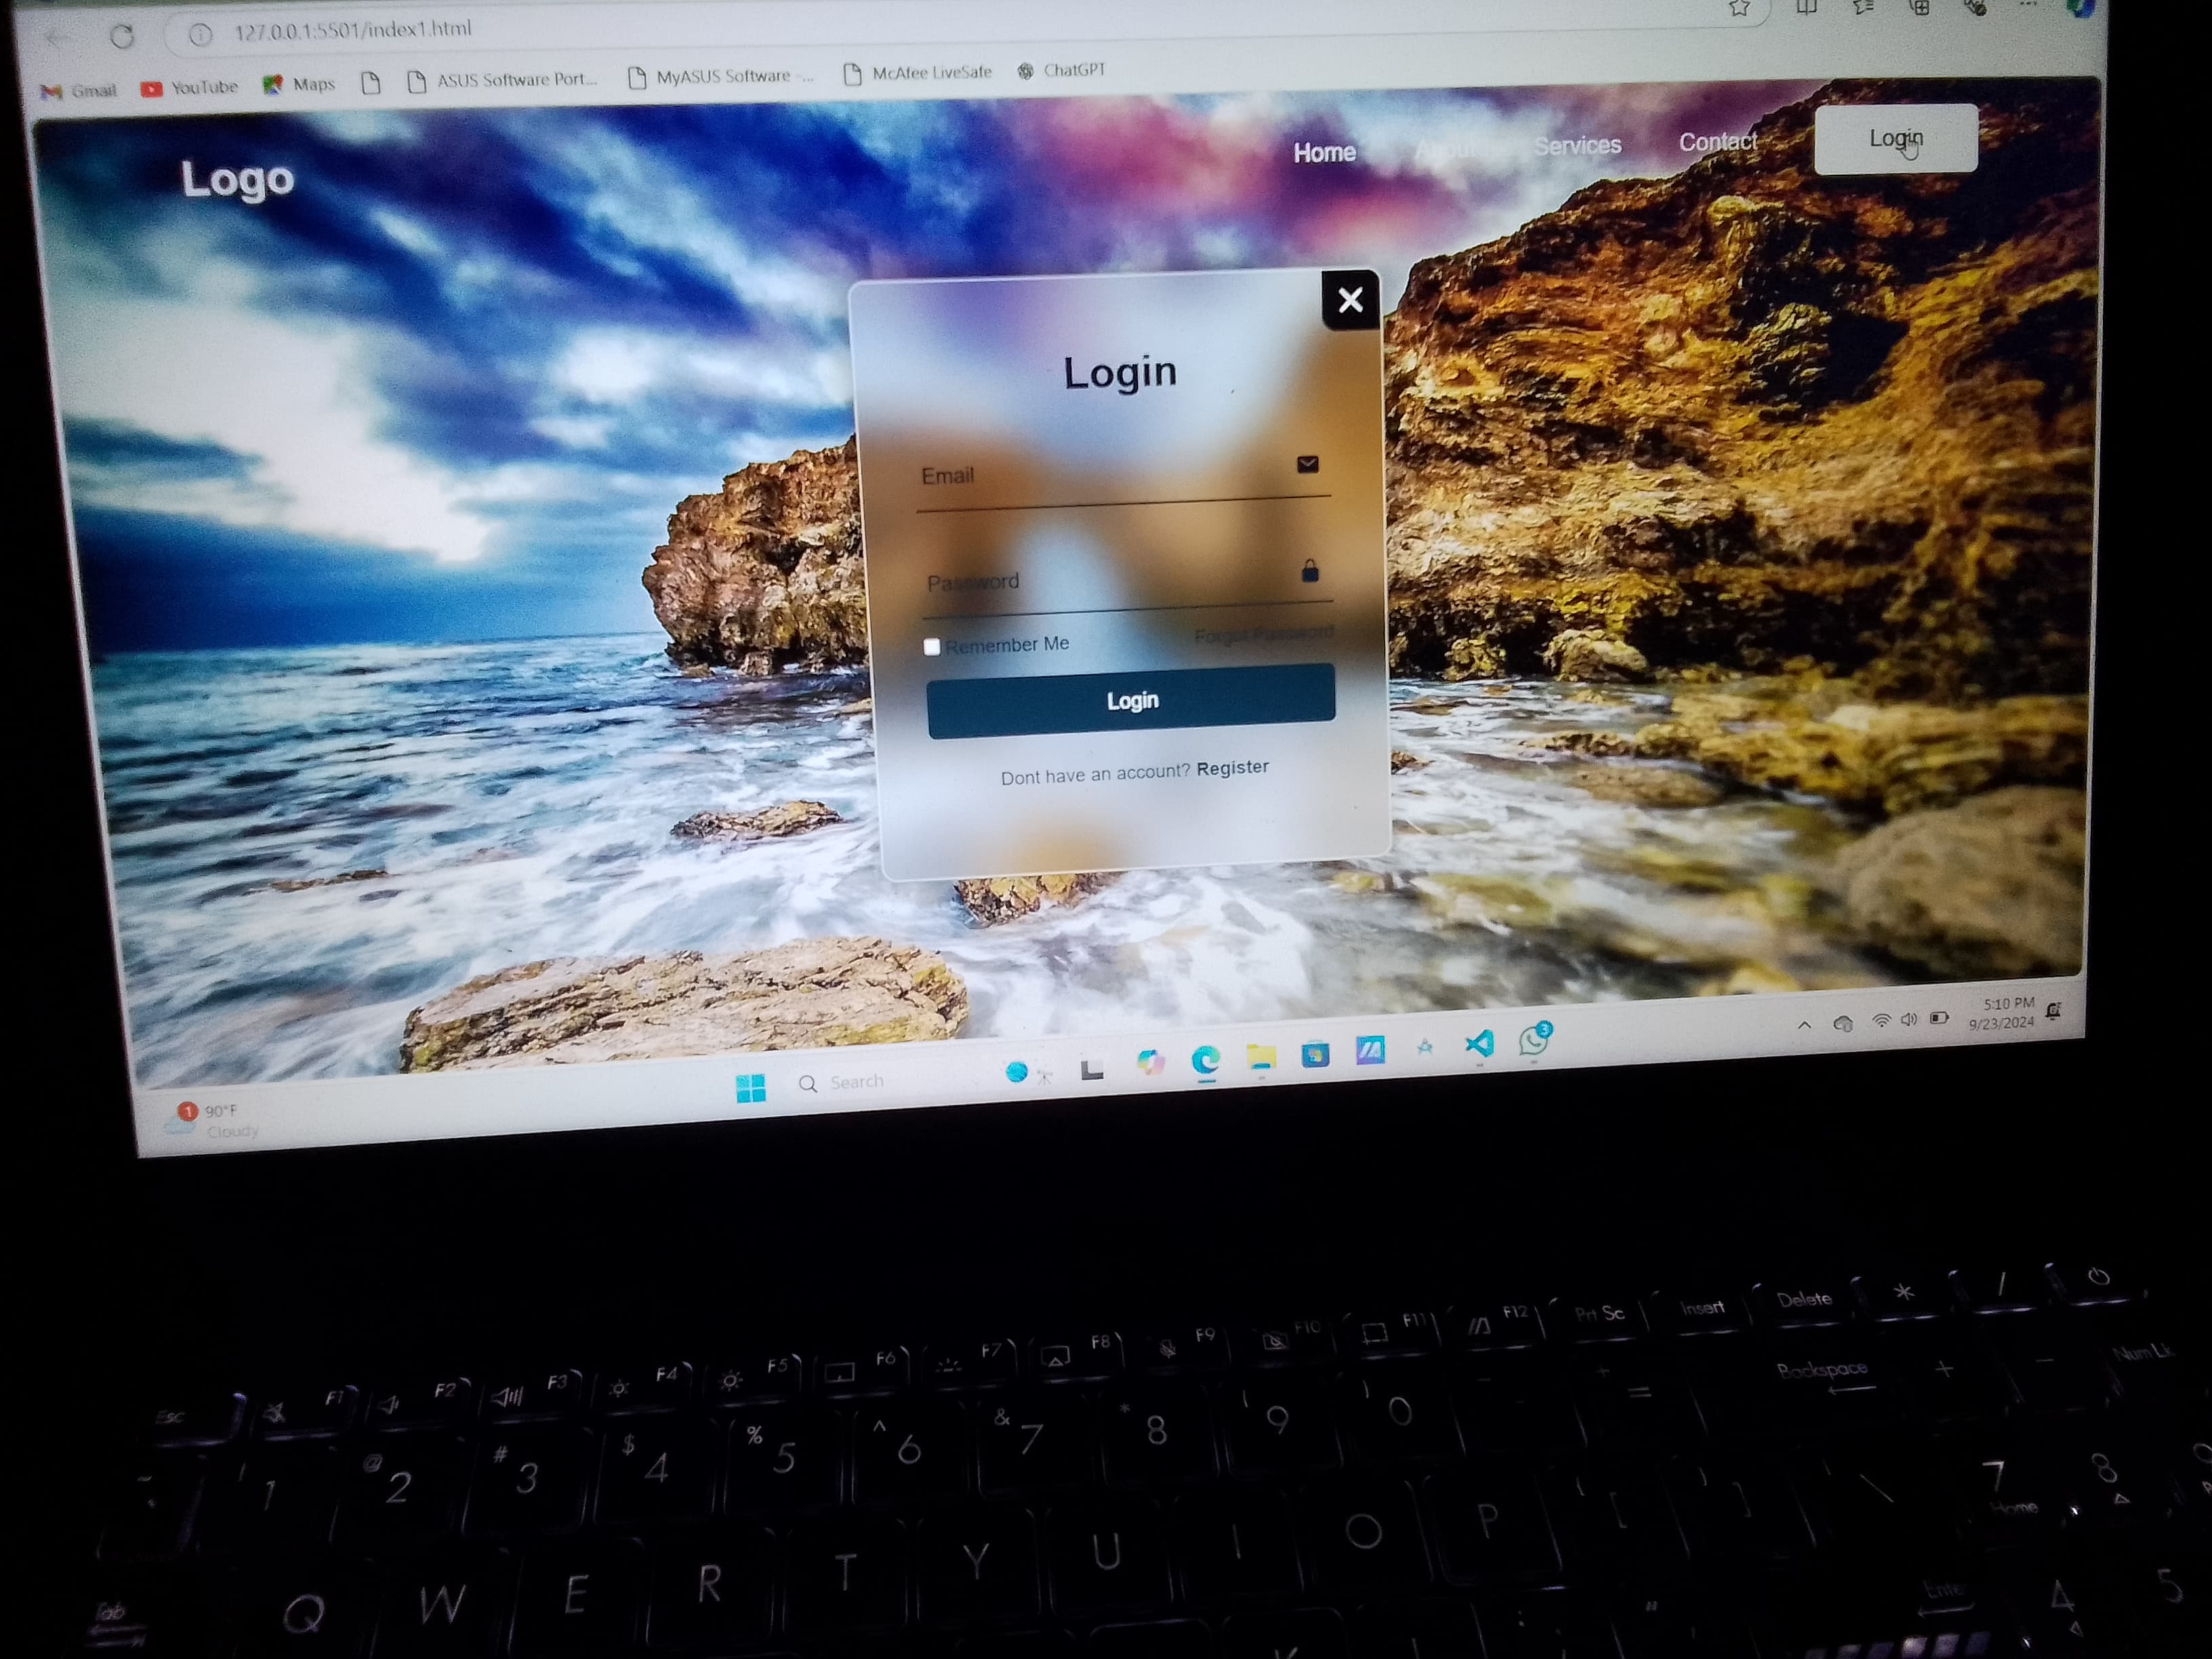 127.0.0.1:5501/index1.html
Gmail YouTube Maps ASUS Software Port... MyASUS Software -... McAfee LiveSafe ChatGPT
Logo Home About Services Contact Login
Login
Email
Password
Remember Me Forgot Password
Login
Dont have an account? Register
5:10 PM
9/23/2024
3
Search
1 90°F
Cloudy
Esc F1 F2 F3 F4 F5 F6 F7 F8 F9 F10 F11 F12 Prt Sc Insert Delete * /
~ 1 @ 2 # 3 $ 4 % 5 ^ 6 & 7 * 8 ( 9 ) 0 - + = Backspace + - Num Lk
Tab Q W E R T Y U I O P [ ] \ 7 Home 8
Enter 4 5
K